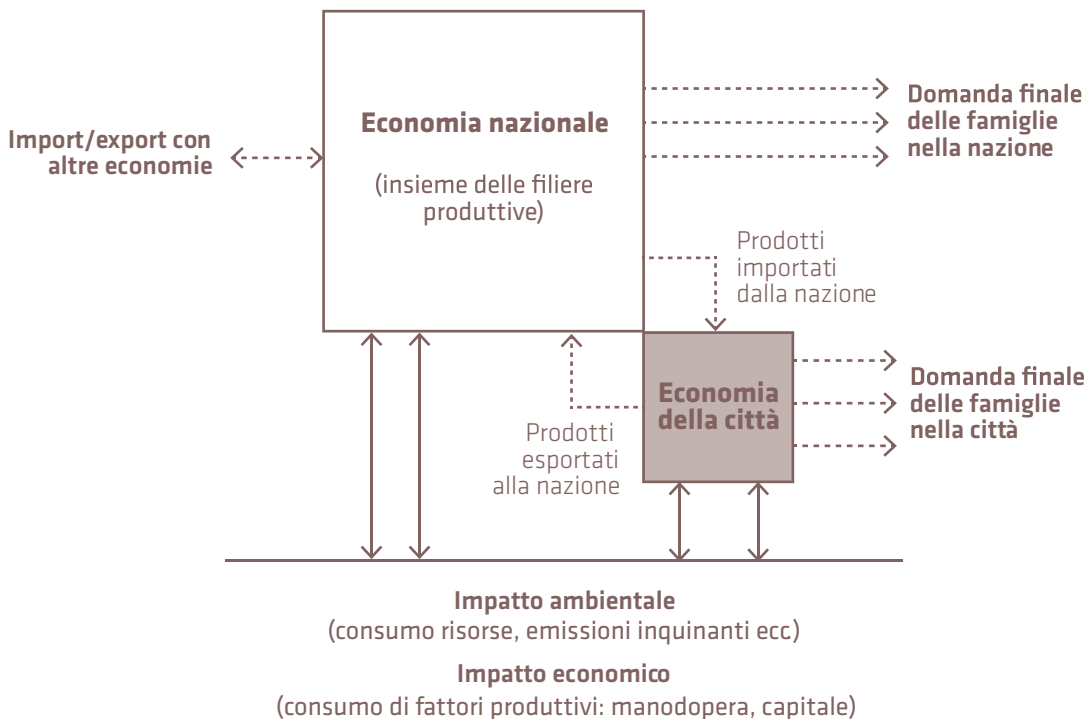 Economia nazionale
(insieme delle filiere
produttive)
Import/export con
altre economie
Domanda finale
delle famiglie
nella nazione
Prodotti
importati
dalla nazione
Economia
della città
Domanda finale
delle famiglie
nella città
Prodotti
esportati
alla nazione
Impatto ambientale
(consumo risorse, emissioni inquinanti ecc.)
Impatto economico
(consumo di fattori produttivi: manodopera, capitale)